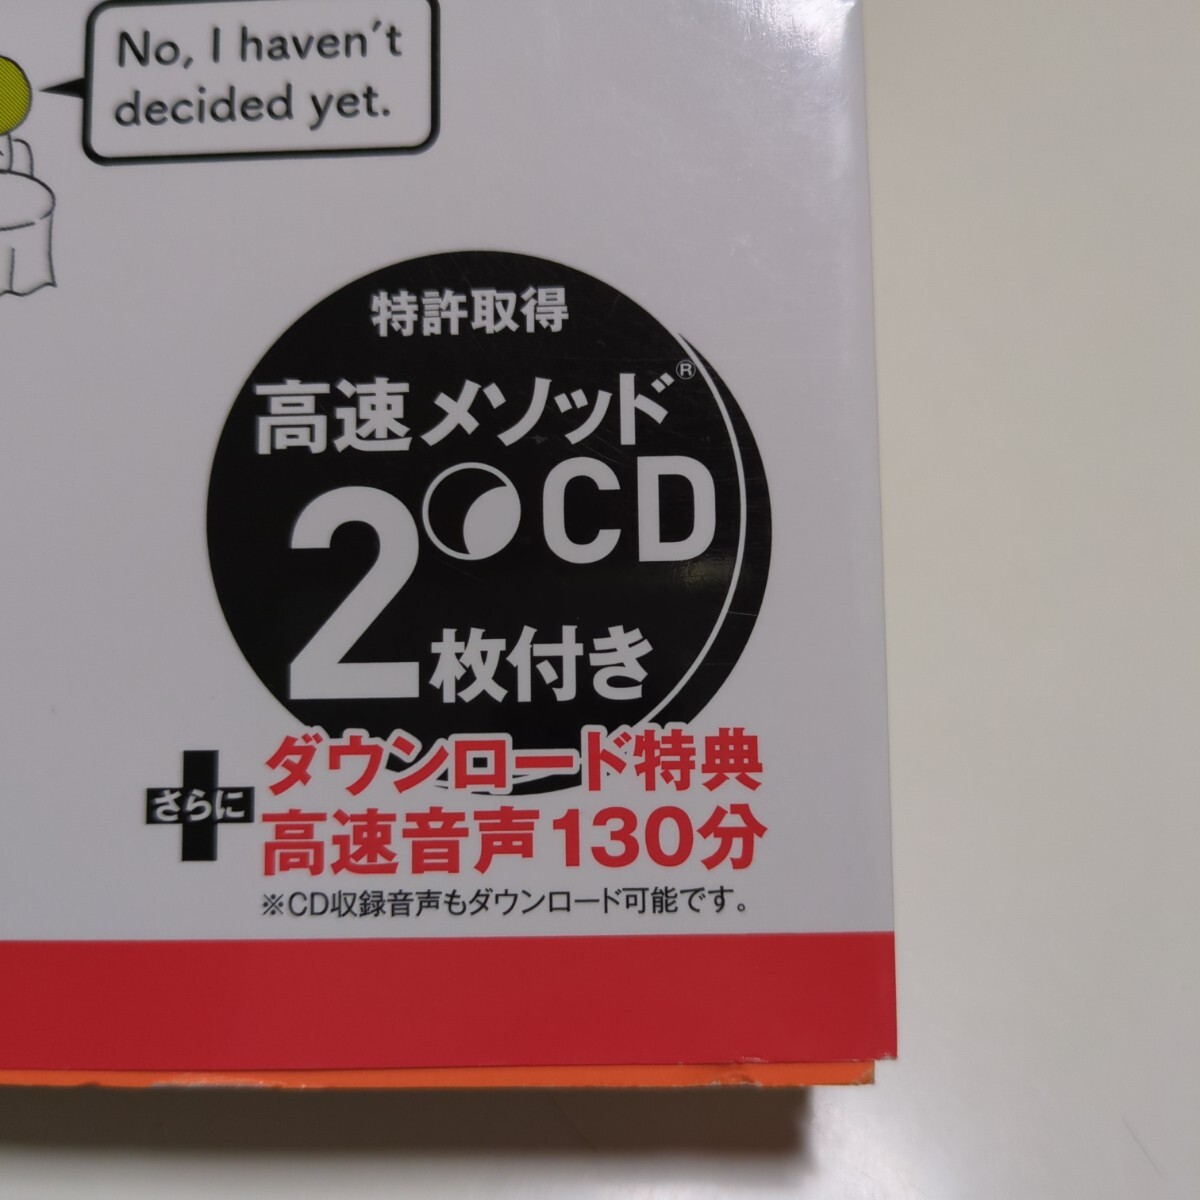 No, I haven't
decided yet.
特許取得
高速メソッド®
2 CD
枚付き
さらに
ダウンロード特典
高速音声130分
※CD収録音声もダウンロード可能です。